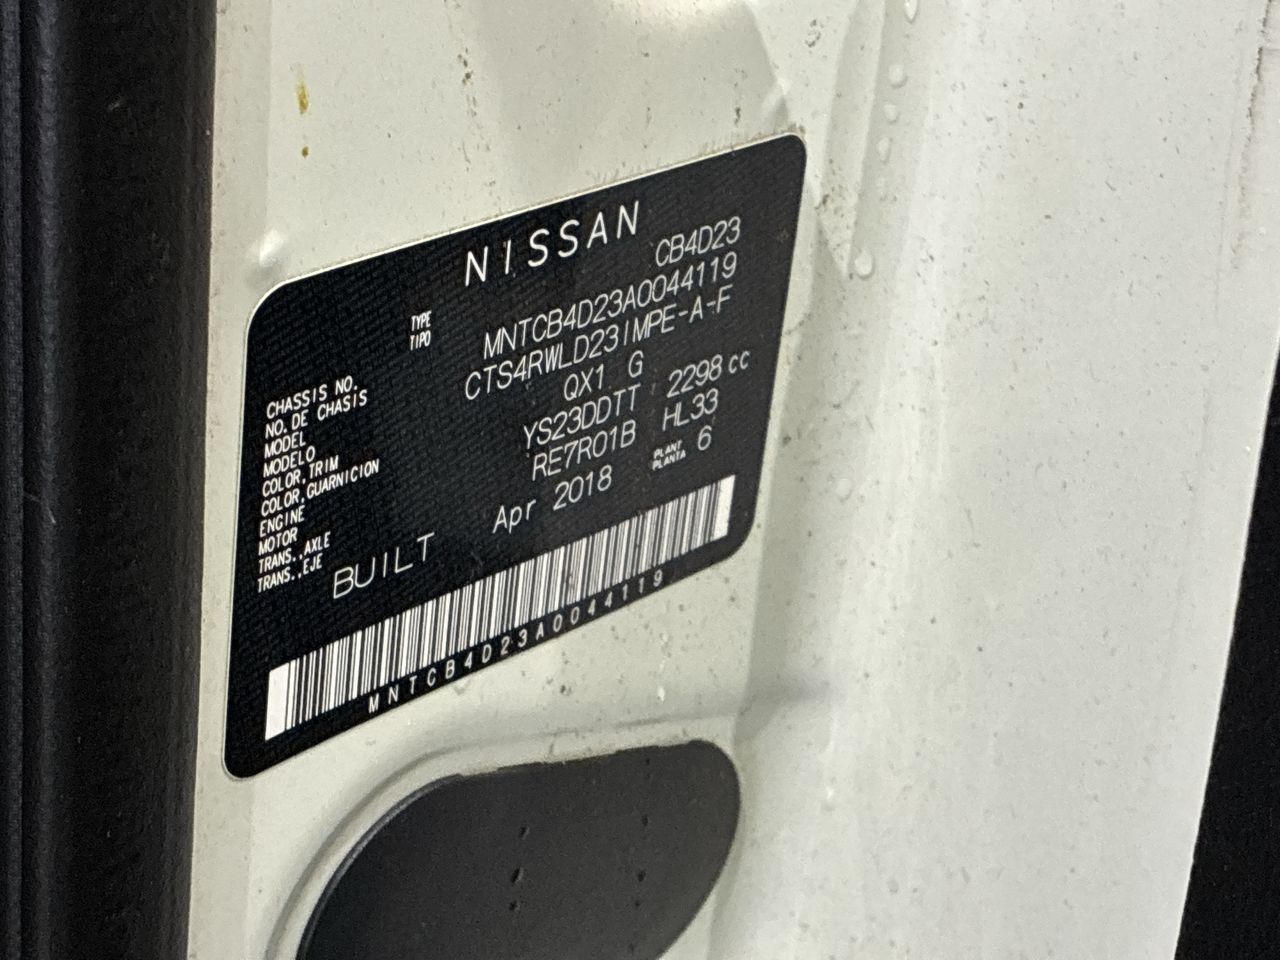 NISSAN
TYPE
TIPO CB4D23
CHASSIS NO. MNTCB4D23A0044119
NO. DE CHASIS
MODEL CTS4RWLD23IMPE-A-F
MODELO
COLOR, TRIM QX1 G
COLOR, GUARNICION
ENGINE YS23DDTT 2298 cc
MOTOR
TRANS., AXLE RE7R01B HL33
TRANS., EJE
BUILT Apr 2018 PLANT
PLANTA 6
MNTCB4D23A0044119